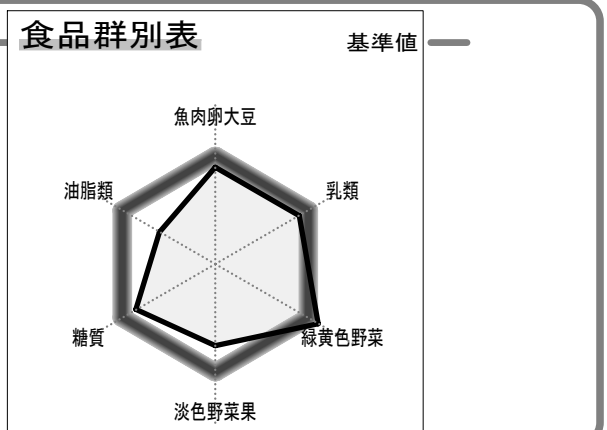 食品群別表
基準値
魚肉卵大豆
油脂類
乳類
糖質
緑黄色野菜
淡色野菜果